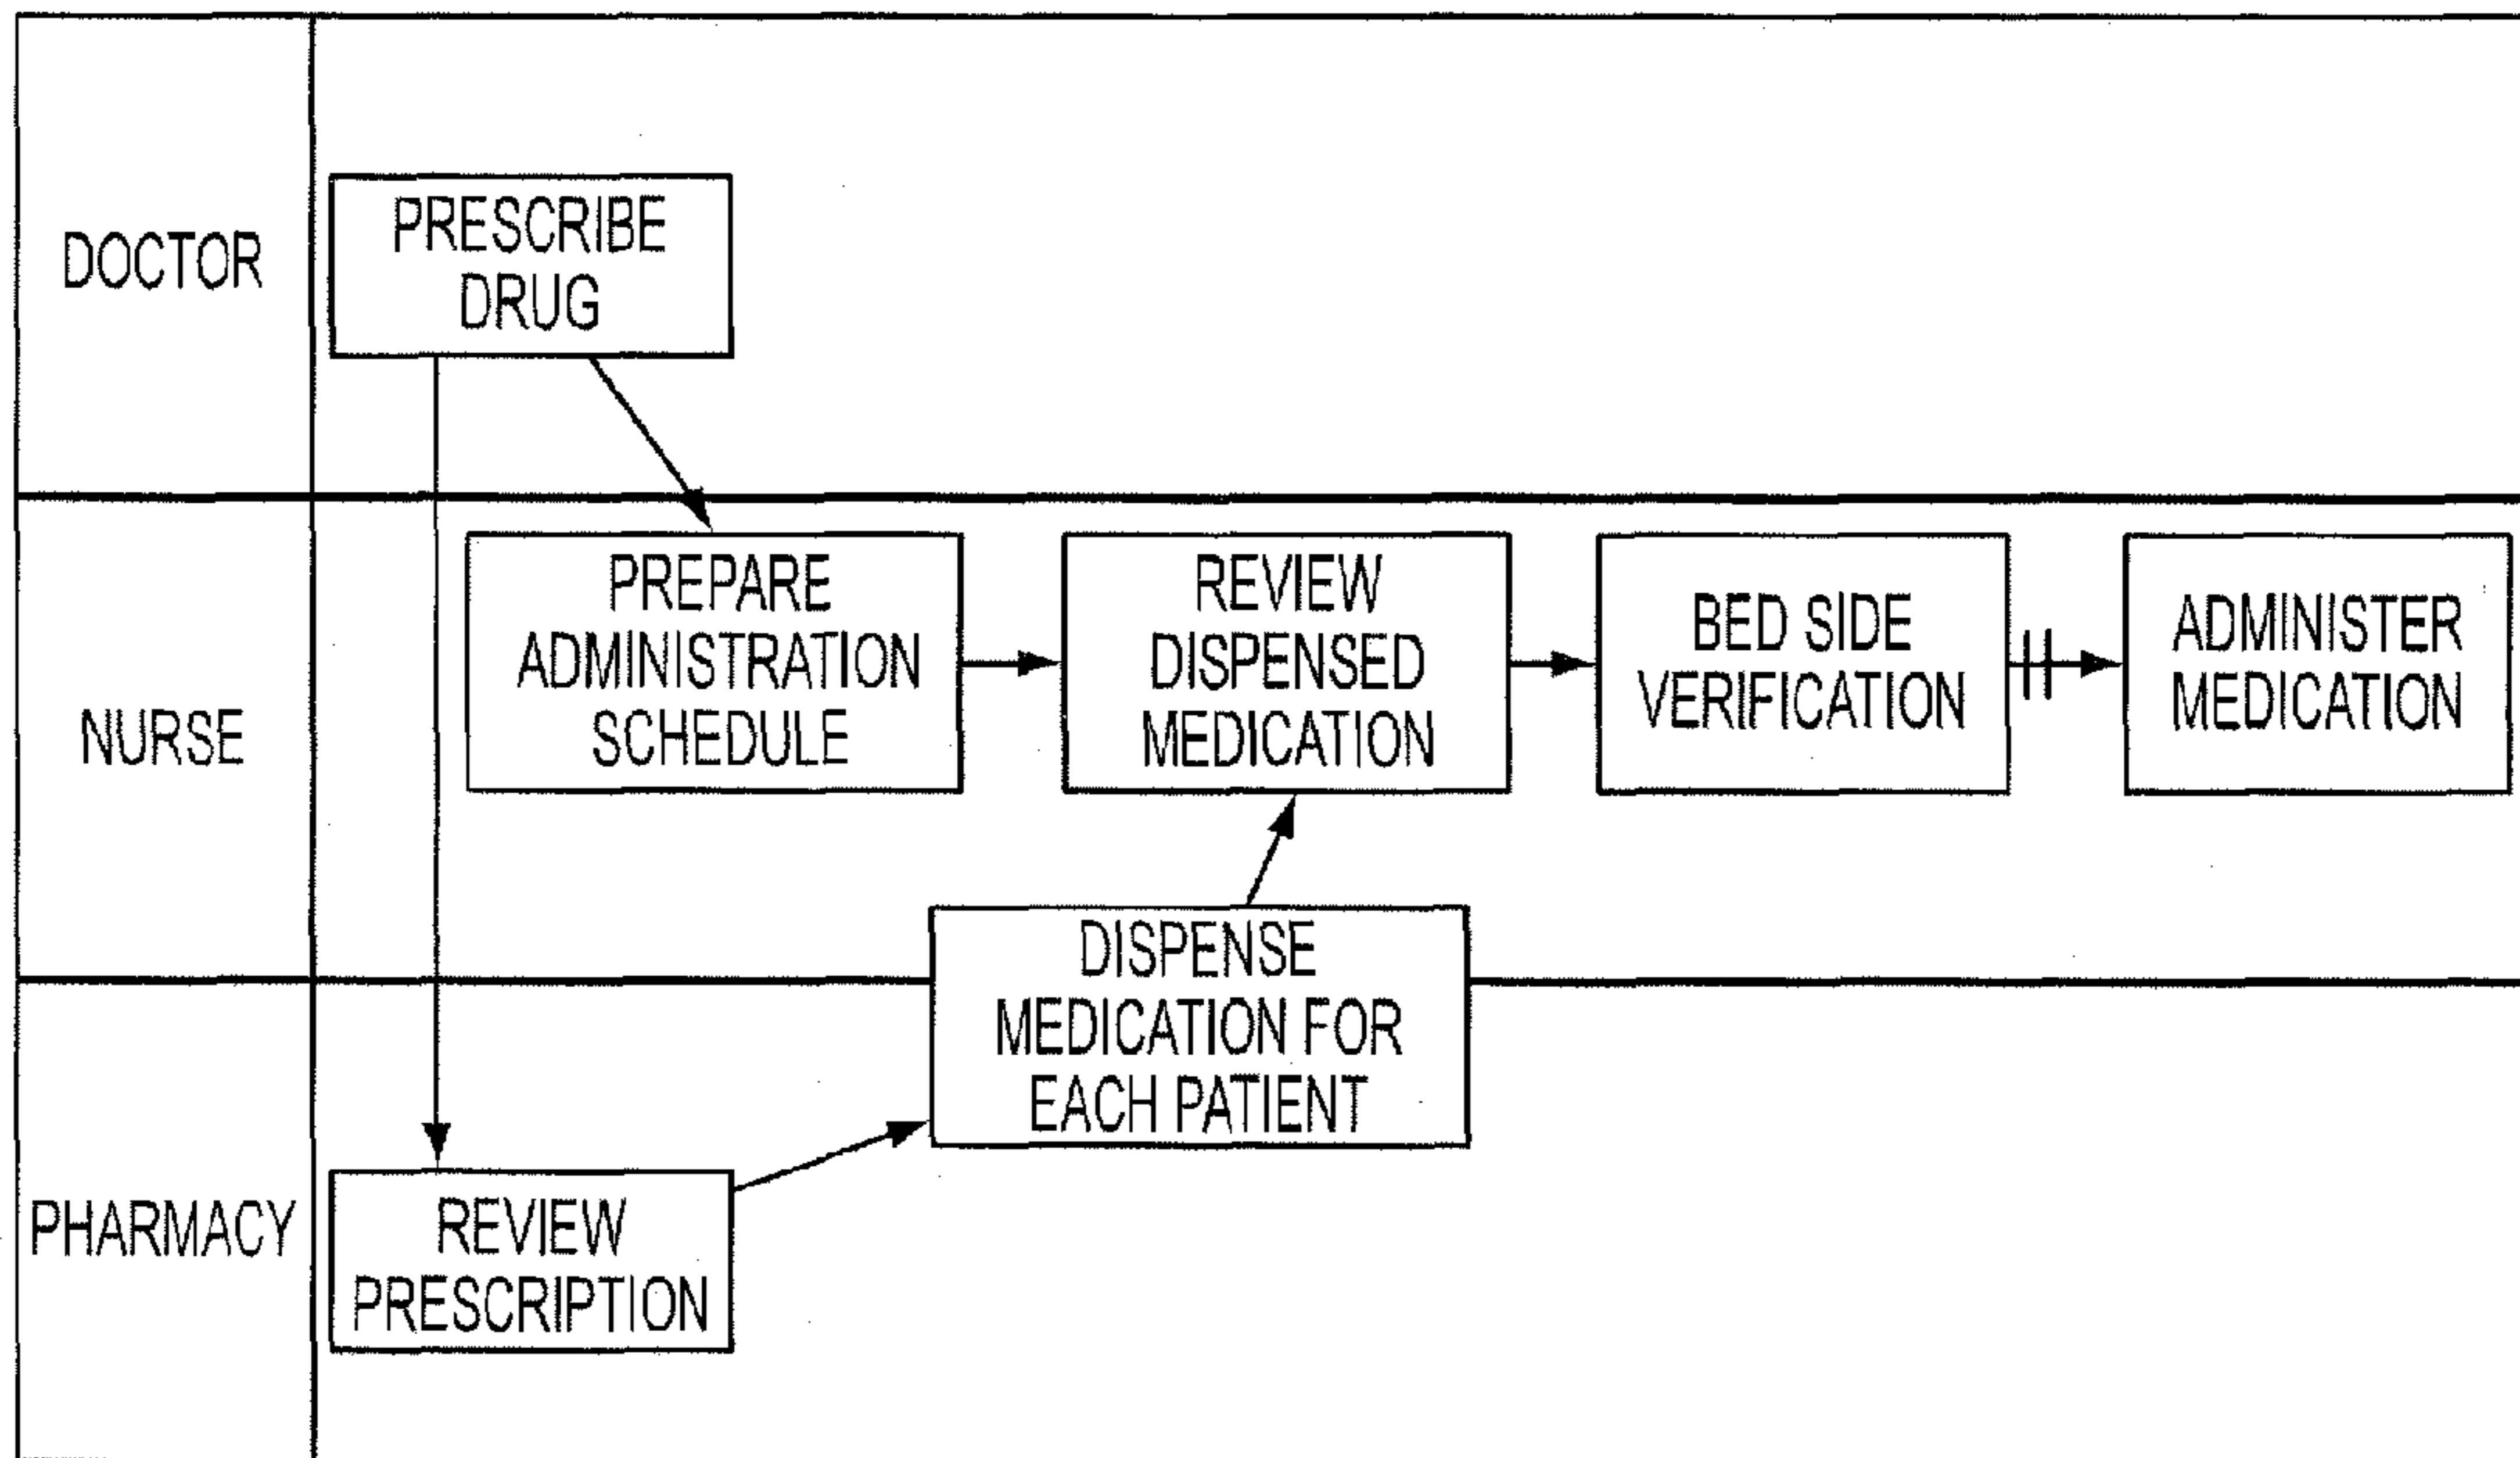 DOCTOR
PRESCRIBE
DRUG
NURSE
PREPARE
ADMINISTRATION
SCHEDULE
REVIEW
DISPENSED
MEDICATION
BED SIDE
VERIFICATION
ADMINISTER
MEDICATION
DISPENSE
MEDICATION FOR
EACH PATIENT
PHARMACY
REVIEW
PRESCRIPTION